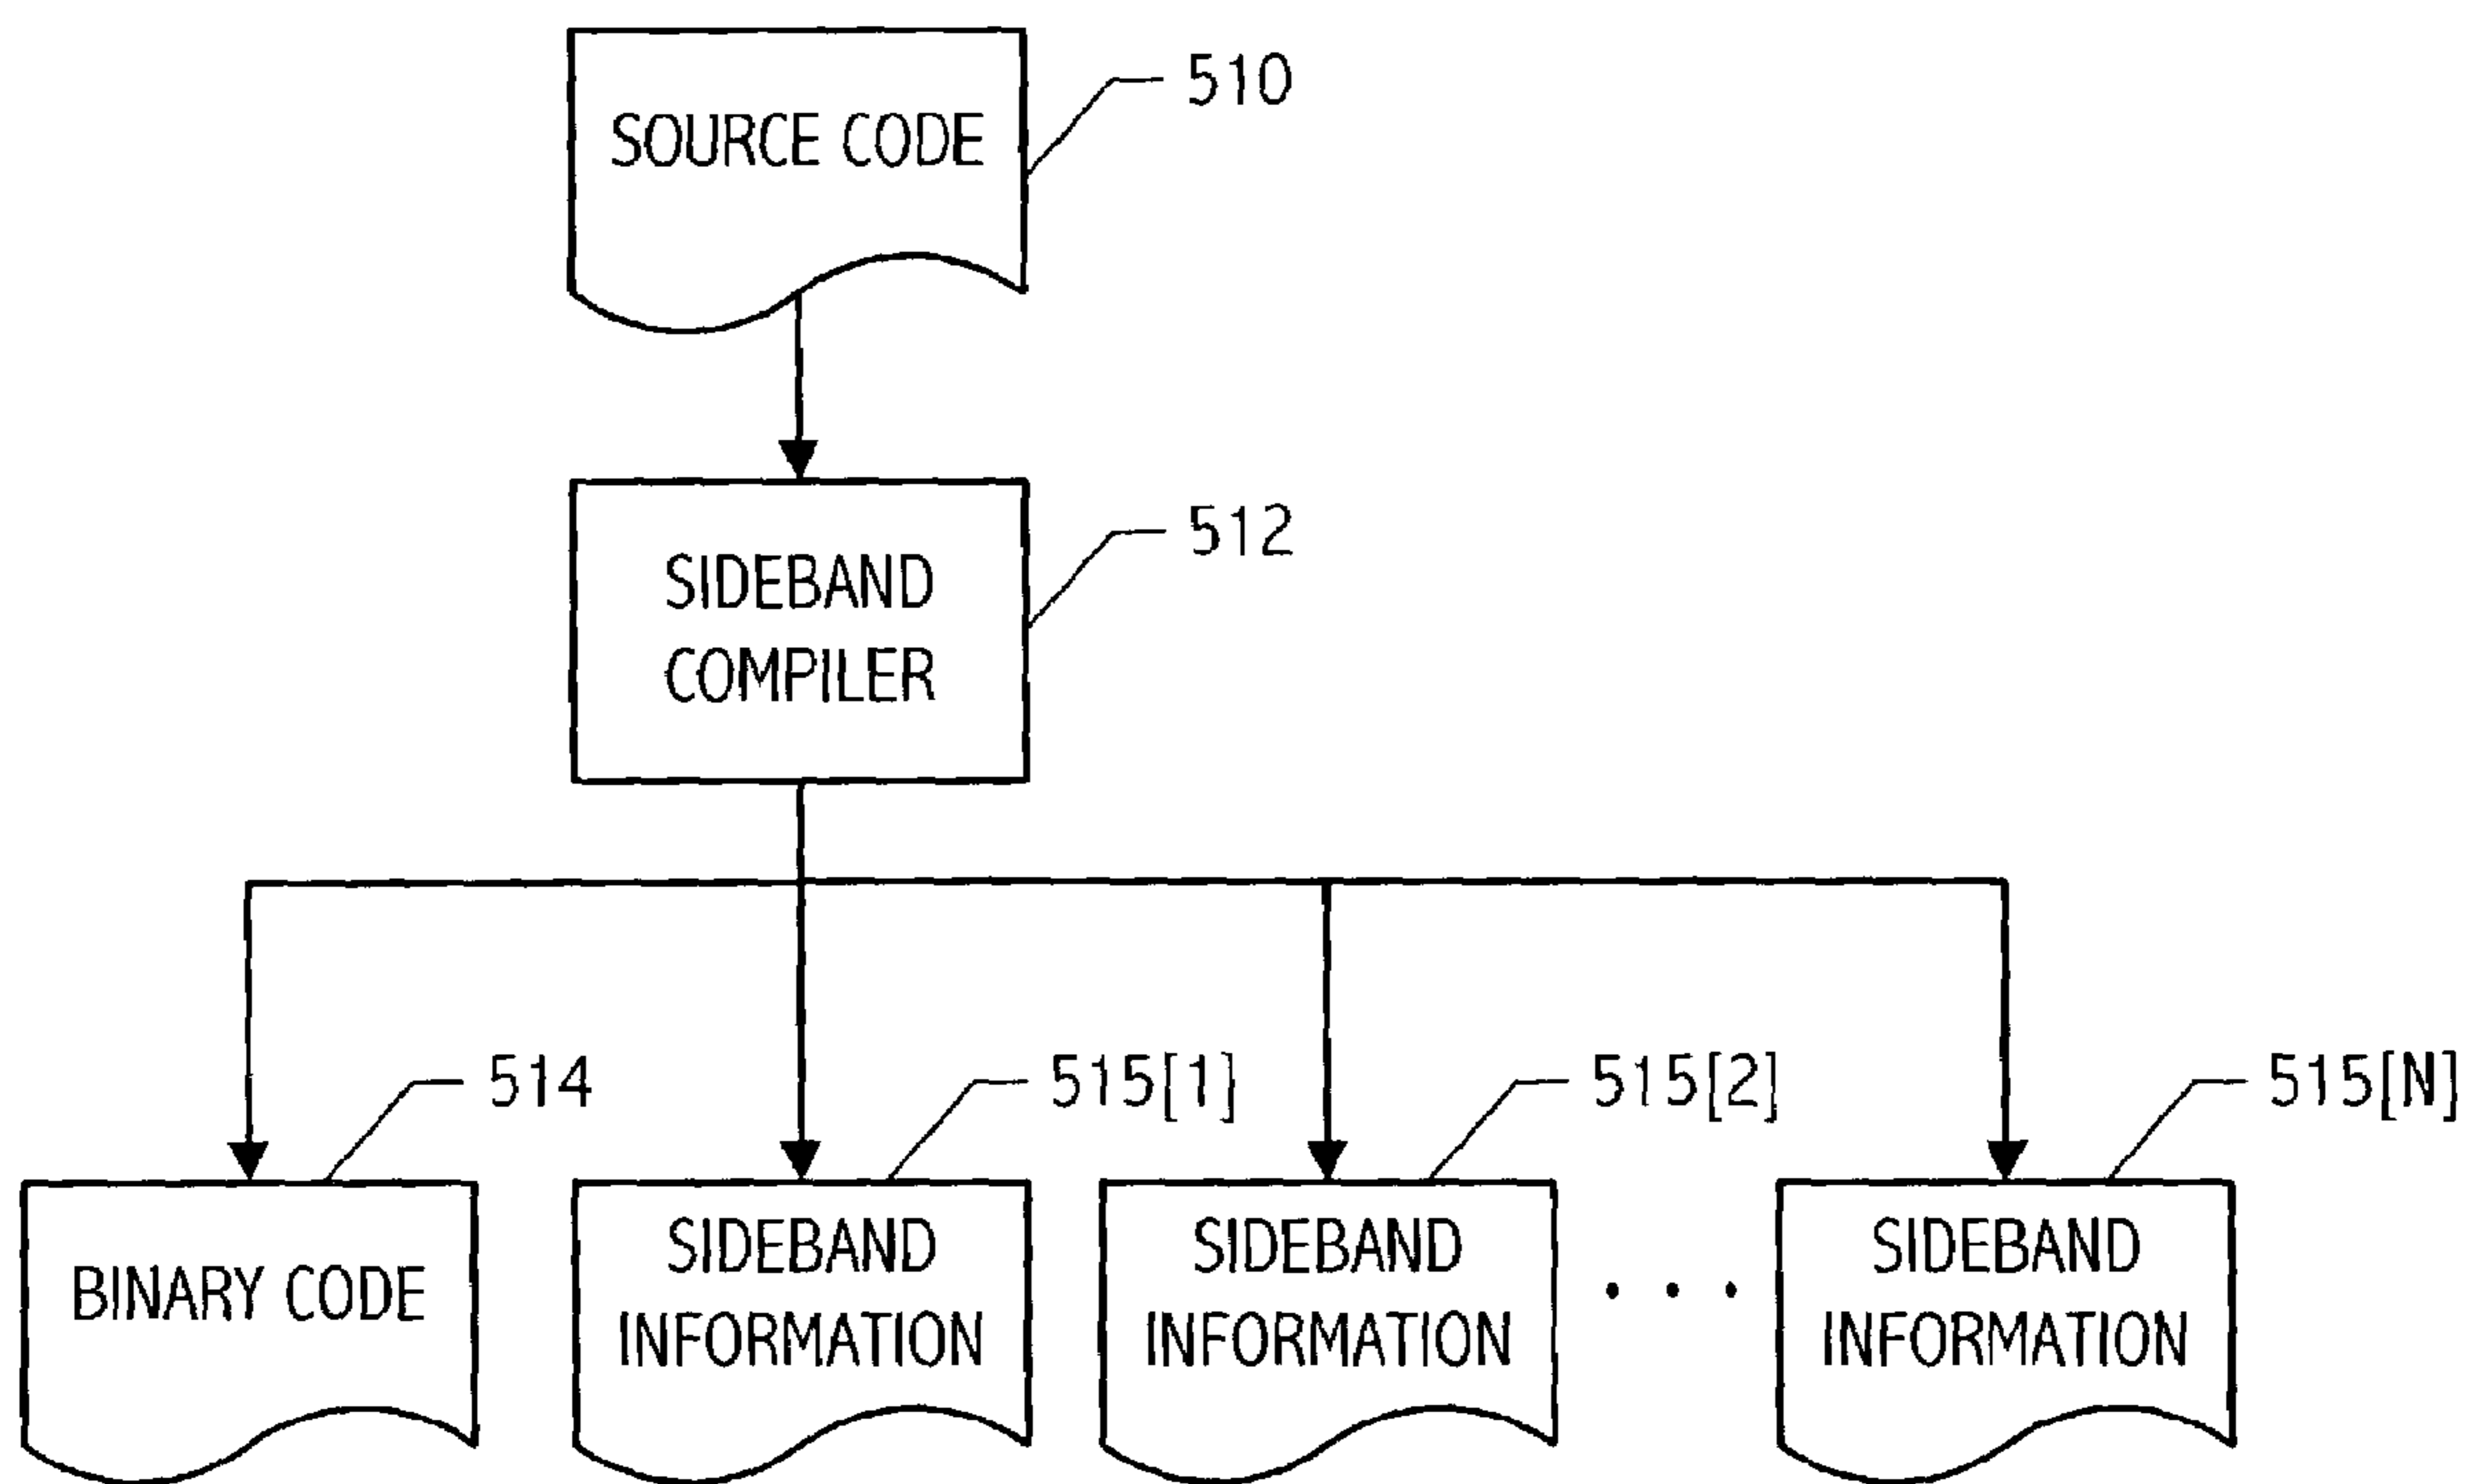 SOURCE CODE
510
SIDEBAND
COMPILER
512
514
515[1]
515[2]
515[N]
BINARY CODE
SIDEBAND
INFORMATION
SIDEBAND
INFORMATION
. . .
SIDEBAND
INFORMATION